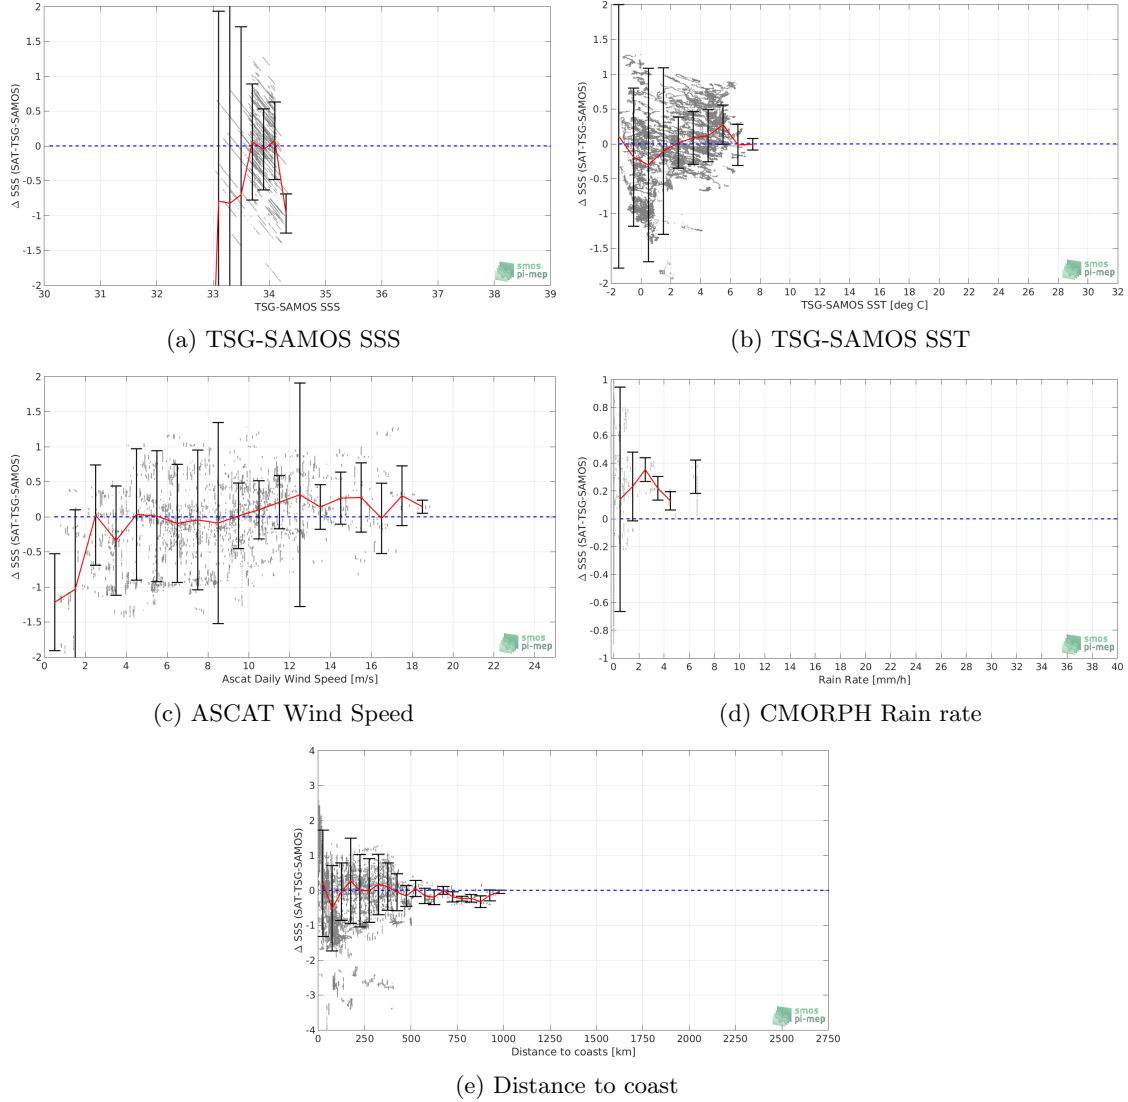 2
1.5
1
0.5
0
-0.5
-1
-1.5
-2
Δ SSS (SAT-TSG-SAMOS)
30 31 32 33 34 35 36 37 38 39
TSG-SAMOS SSS
smos
pi-mep
(a) TSG-SAMOS SSS
2
1.5
1
0.5
0
-0.5
-1
-1.5
-2
Δ SSS (SAT-TSG-SAMOS)
-2 0 2 4 6 8 10 12 14 16 18 20 22 24 26 28 30 32
TSG-SAMOS SST [deg C]
smos
pi-mep
(b) TSG-SAMOS SST
2
1.5
1
0.5
0
-0.5
-1
-1.5
-2
Δ SSS (SAT-TSG-SAMOS)
0 2 4 6 8 10 12 14 16 18 20 22 24
Ascat Daily Wind Speed [m/s]
smos
pi-mep
(c) ASCAT Wind Speed
1
0.8
0.6
0.4
0.2
0
-0.2
-0.4
-0.6
-0.8
-1
Δ SSS (SAT-TSG-SAMOS)
0 2 4 6 8 10 12 14 16 18 20 22 24 26 28 30 32 34 36 38 40
Rain Rate [mm/h]
smos
pi-mep
(d) CMORPH Rain rate
4
3
2
1
0
-1
-2
-3
-4
Δ SSS (SAT-TSG-SAMOS)
0 250 500 750 1000 1250 1500 1750 2000 2250 2500 2750
Distance to coasts [km]
smos
pi-mep
(e) Distance to coast